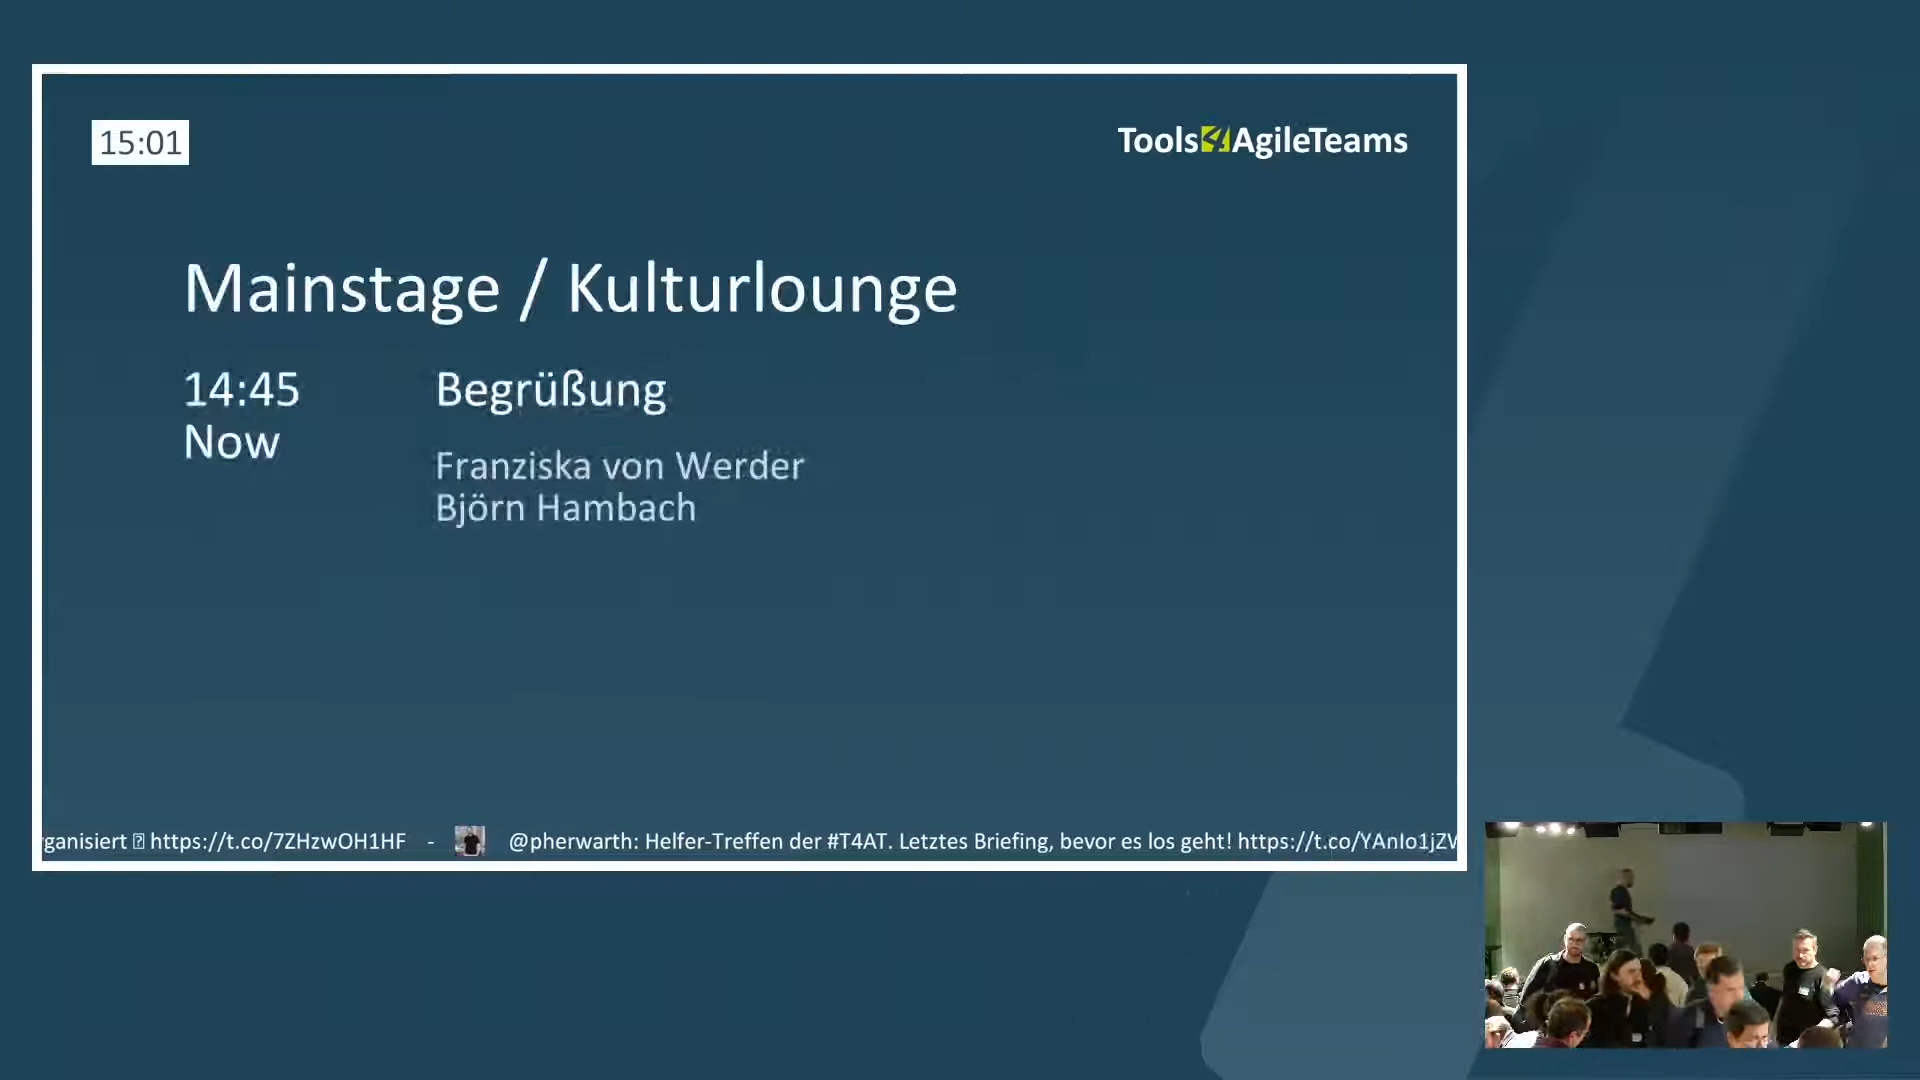 15:01
Tools4AgileTeams
Mainstage / Kulturlounge
14:45
Now
Begrüßung
Franziska von Werder
Björn Hambach
ganisiert https://t.co/7ZHzwOH1HF - @pherwarth: Helfer-Treffen der #T4AT. Letztes Briefing, bevor es los geht! https://t.co/YAnIo1jZV